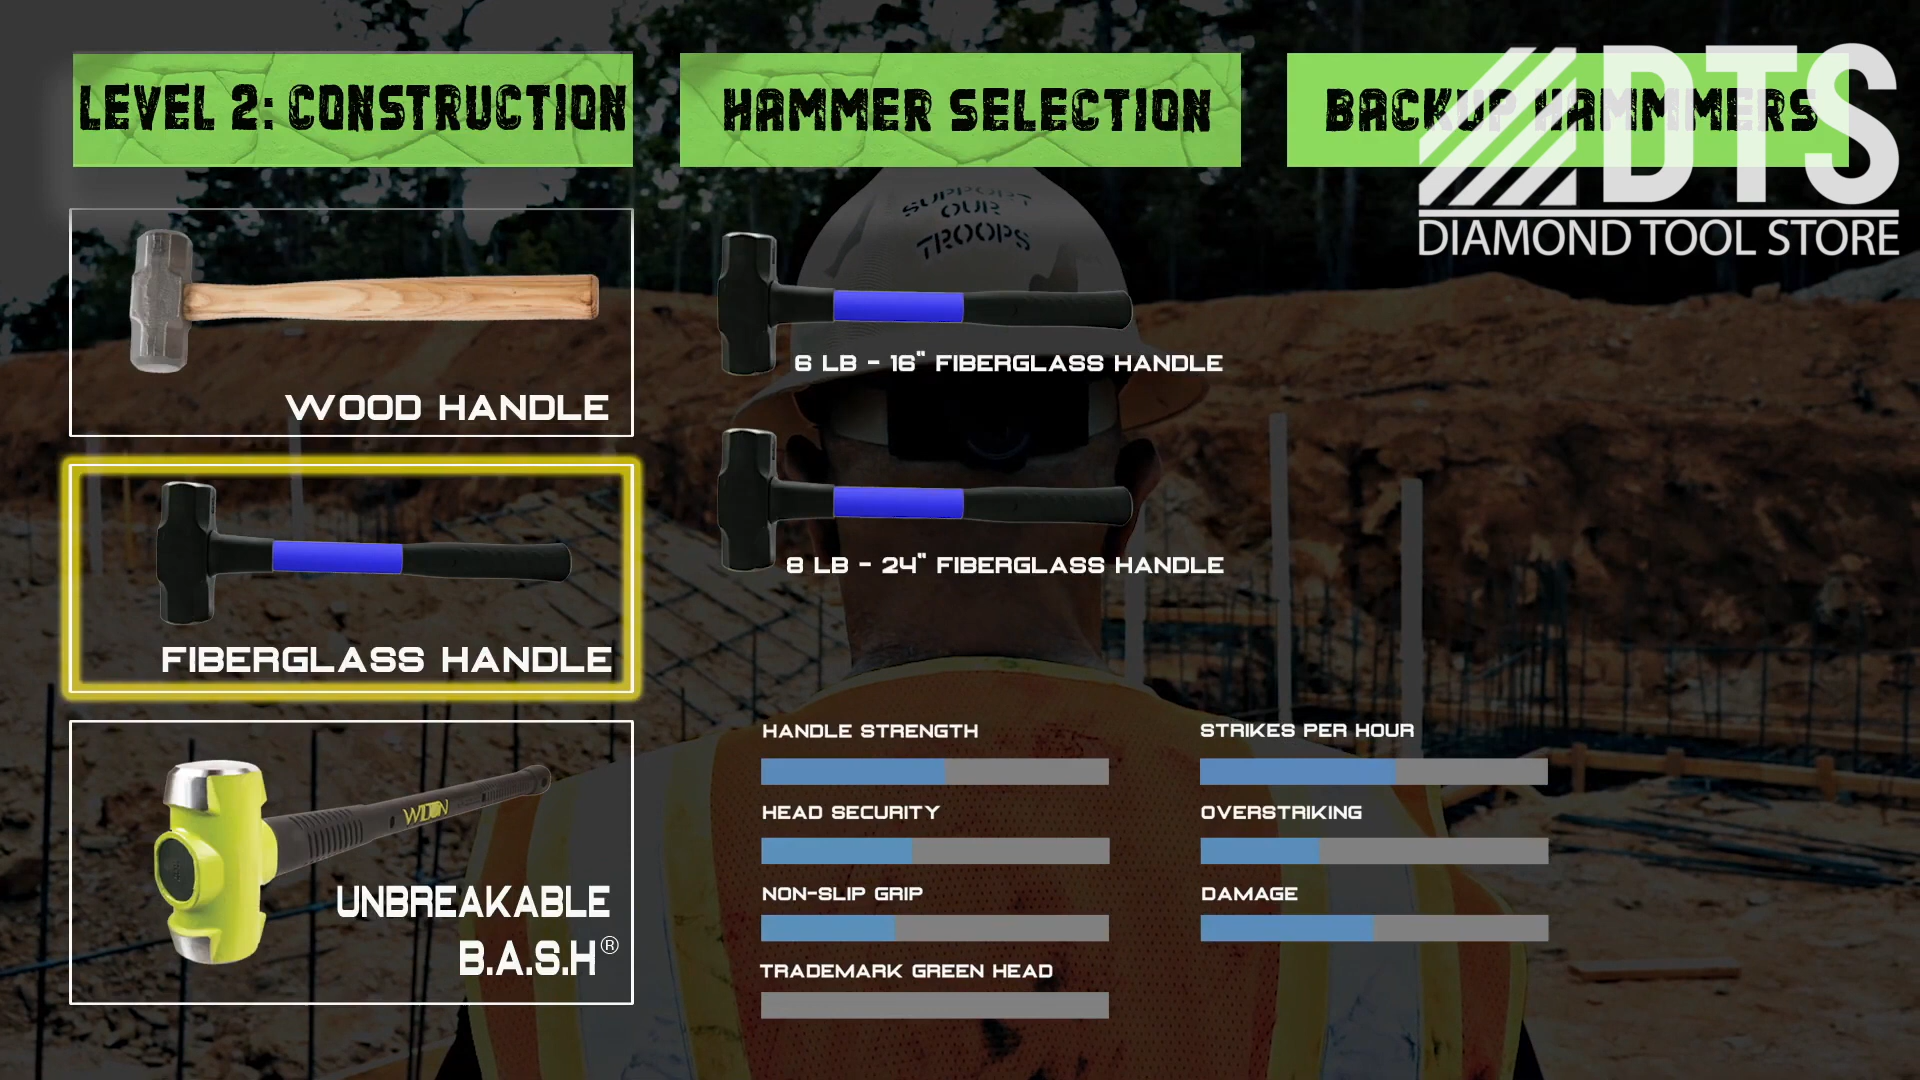 LEVEL 2: CONSTRUCTION
HAMMER SELECTION
BACKUP HAMMMERS
DTS
DIAMOND TOOL STORE
SUPPORT
OUR
TROOPS
WOOD HANDLE
6 LB - 16" FIBERGLASS HANDLE
8 LB - 24" FIBERGLASS HANDLE
FIBERGLASS HANDLE
WILTON
UNBREAKABLE
B.A.S.H®
HANDLE STRENGTH
STRIKES PER HOUR
HEAD SECURITY
OVERSTRIKING
NON-SLIP GRIP
DAMAGE
TRADEMARK GREEN HEAD